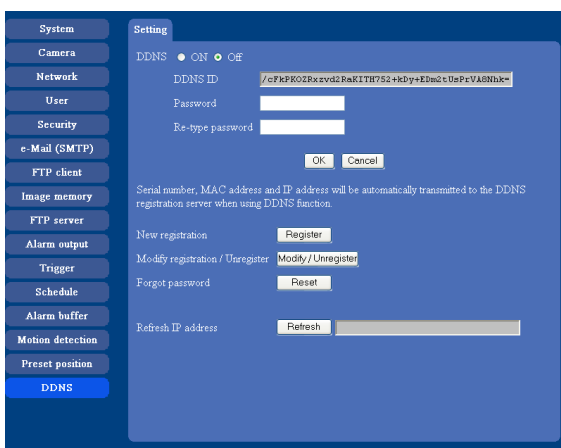 System
Camera
Network
User
Security
e-Mail (SMTP)
FTP client
Image memory
FTP server
Alarm output
Trigger
Schedule
Alarm buffer
Motion detection
Preset position
DDNS
Setting
DDNS ON Off
DDNS ID /cFkPKOZRxzvd2RaKITH752+kDy+EDm2tUsPrVA8Nhk=
Password
Re-type password
OK Cancel
Serial number, MAC address and IP address will be automatically transmitted to the DDNS
registration server when using DDNS function.
New registration Register
Modify registration / Unregister Modify / Unregister
Forgot password Reset
Refresh IP address Refresh